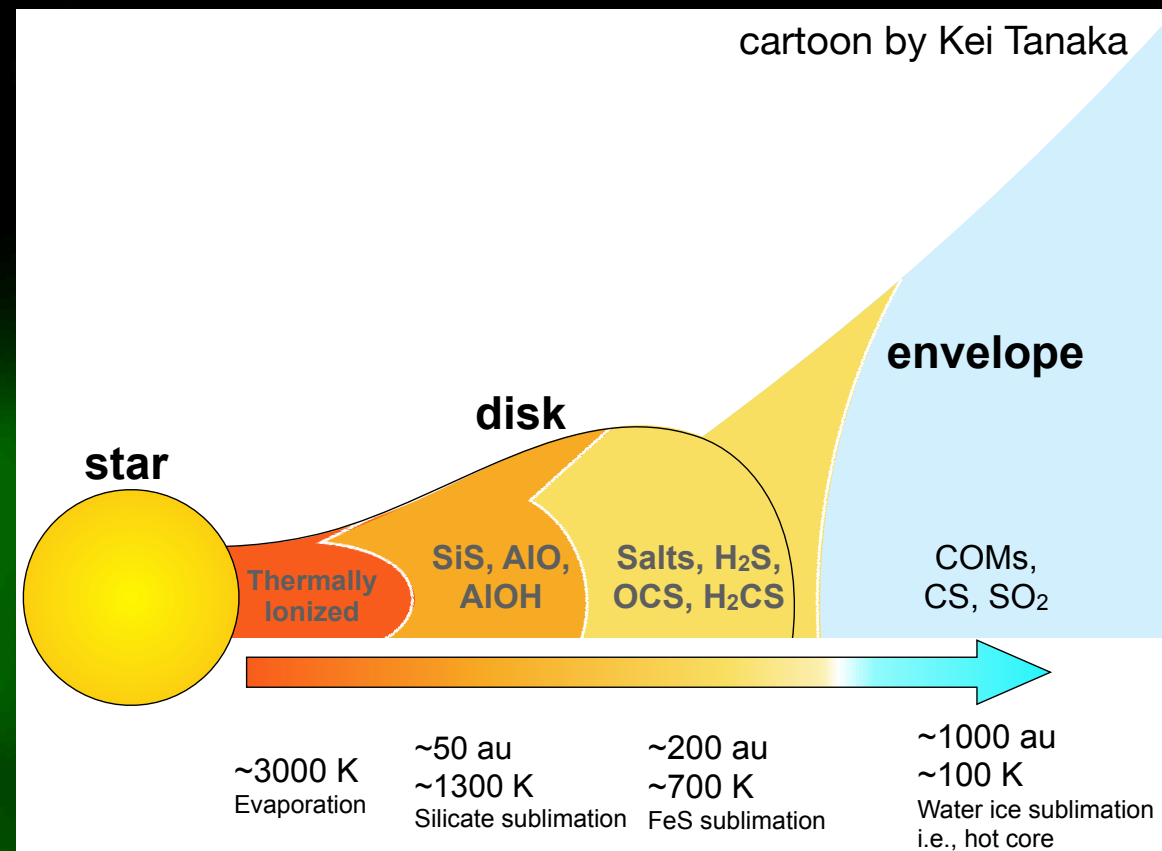 cartoon by Kei Tanaka
envelope
disk
star
Thermally
Ionized
SiS, AlO,
AlOH
Salts, H₂S,
OCS, H₂CS
COMs,
CS, SO₂
~3000 K
Evaporation
~50 au
~1300 K
Silicate sublimation
~200 au
~700 K
FeS sublimation
~1000 au
~100 K
Water ice sublimation
i.e., hot core